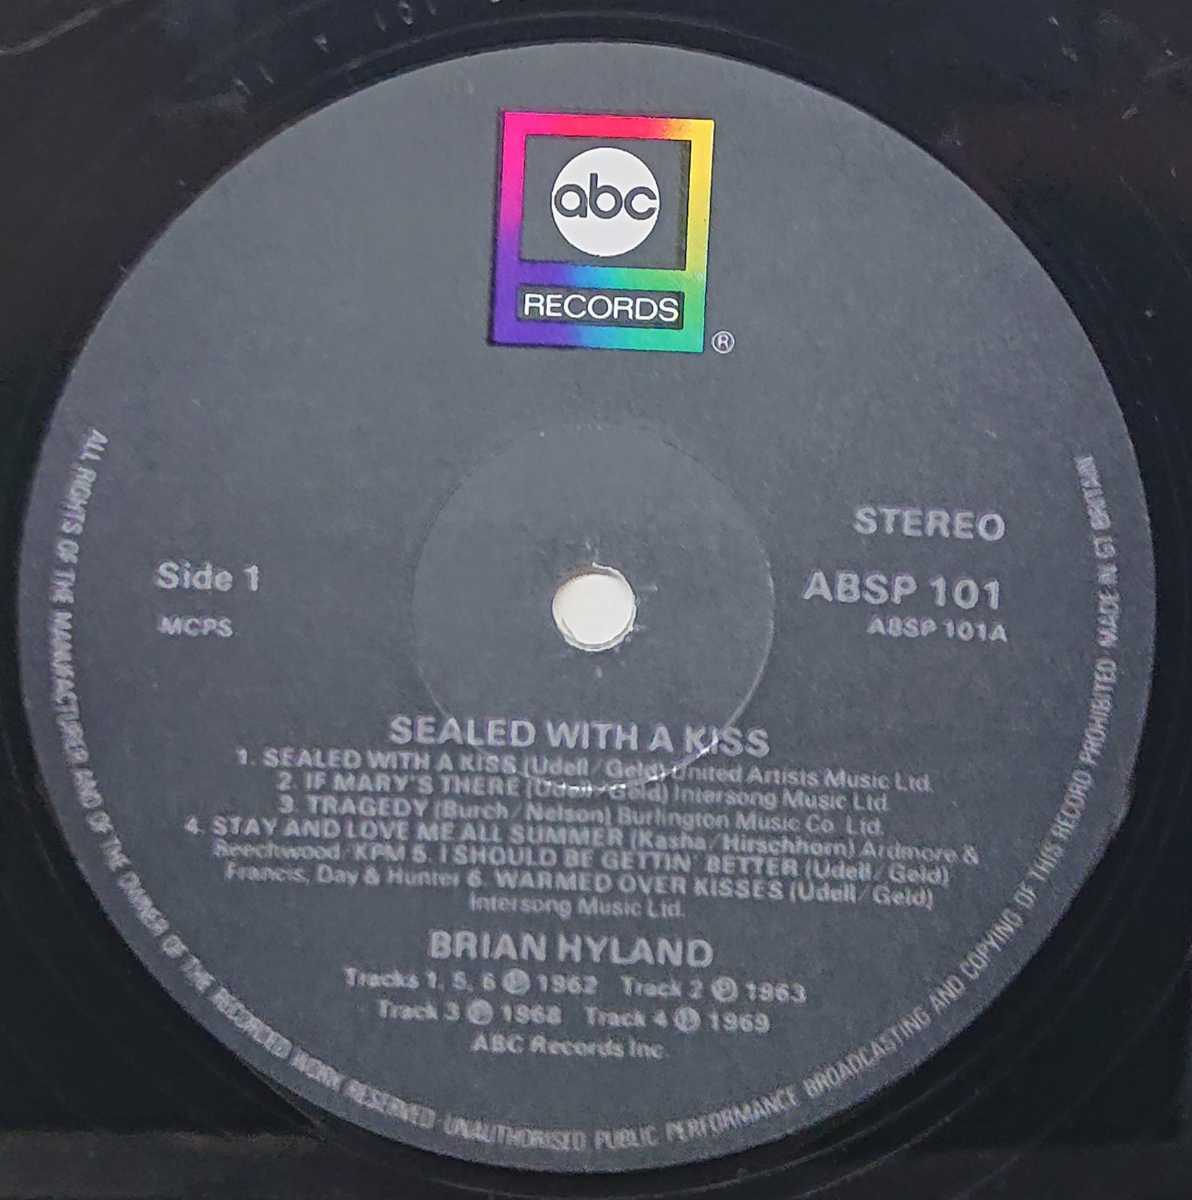 abc
RECORDS
®
STEREO
Side 1
ABSP 101
MCPS
ABSP 101A
SEALED WITH A KISS
1. SEALED WITH A KISS (Udell/Geld) United Artists Music Ltd.
2. IF MARY'S THERE (Udell/Geld) Intersong Music Ltd.
3. TRAGEDY (Burch/Nelson) Burlington Music Co. Ltd.
4. STAY AND LOVE ME ALL SUMMER (Kasha/Hirschhorn) Ardmore &
Beechwood/KPM 5. I SHOULD BE GETTIN' BETTER (Udell/Geld)
Francis, Day & Hunter 6. WARMED OVER KISSES (Udell/Geld)
Intersong Music Ltd.
BRIAN HYLAND
Tracks 1, 5, 6 ℗ 1962 Track 2 ℗ 1963
Track 3 ℗ 1968 Track 4 ℗ 1969
ABC Records Inc.
ALL RIGHTS OF THE MANUFACTURER AND OF THE OWNER OF THE RECORDED WORK RESERVED UNAUTHORISED PUBLIC PERFORMANCE BROADCASTING AND COPYING OF THIS RECORD PROHIBITED MADE IN GT BRITAIN